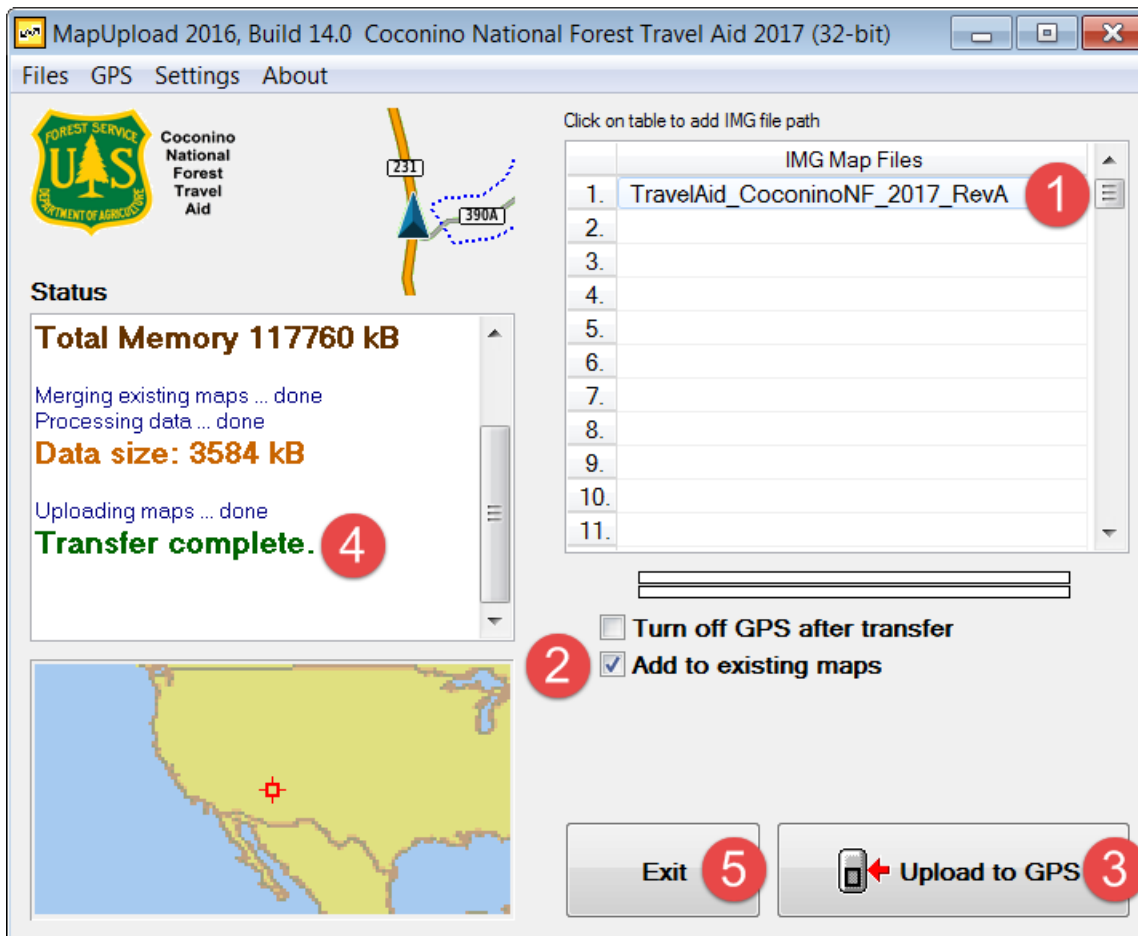 MapUpload 2016, Build 14.0 Coconino National Forest Travel Aid 2017 (32-bit)
Files GPS Settings About
FOREST SERVICE
U S
DEPARTMENT OF AGRICULTURE
Coconino
National
Forest
Travel
Aid
231
390A
Click on table to add IMG file path
IMG Map Files
1. TravelAid_CoconinoNF_2017_RevA 1
2.
3.
4.
5.
6.
7.
8.
9.
10.
11.
Status
Total Memory 117760 kB
Merging existing maps ... done
Processing data ... done
Data size: 3584 kB
Uploading maps ... done
Transfer complete. 4
Turn off GPS after transfer
2 Add to existing maps
Exit 5
Upload to GPS 3